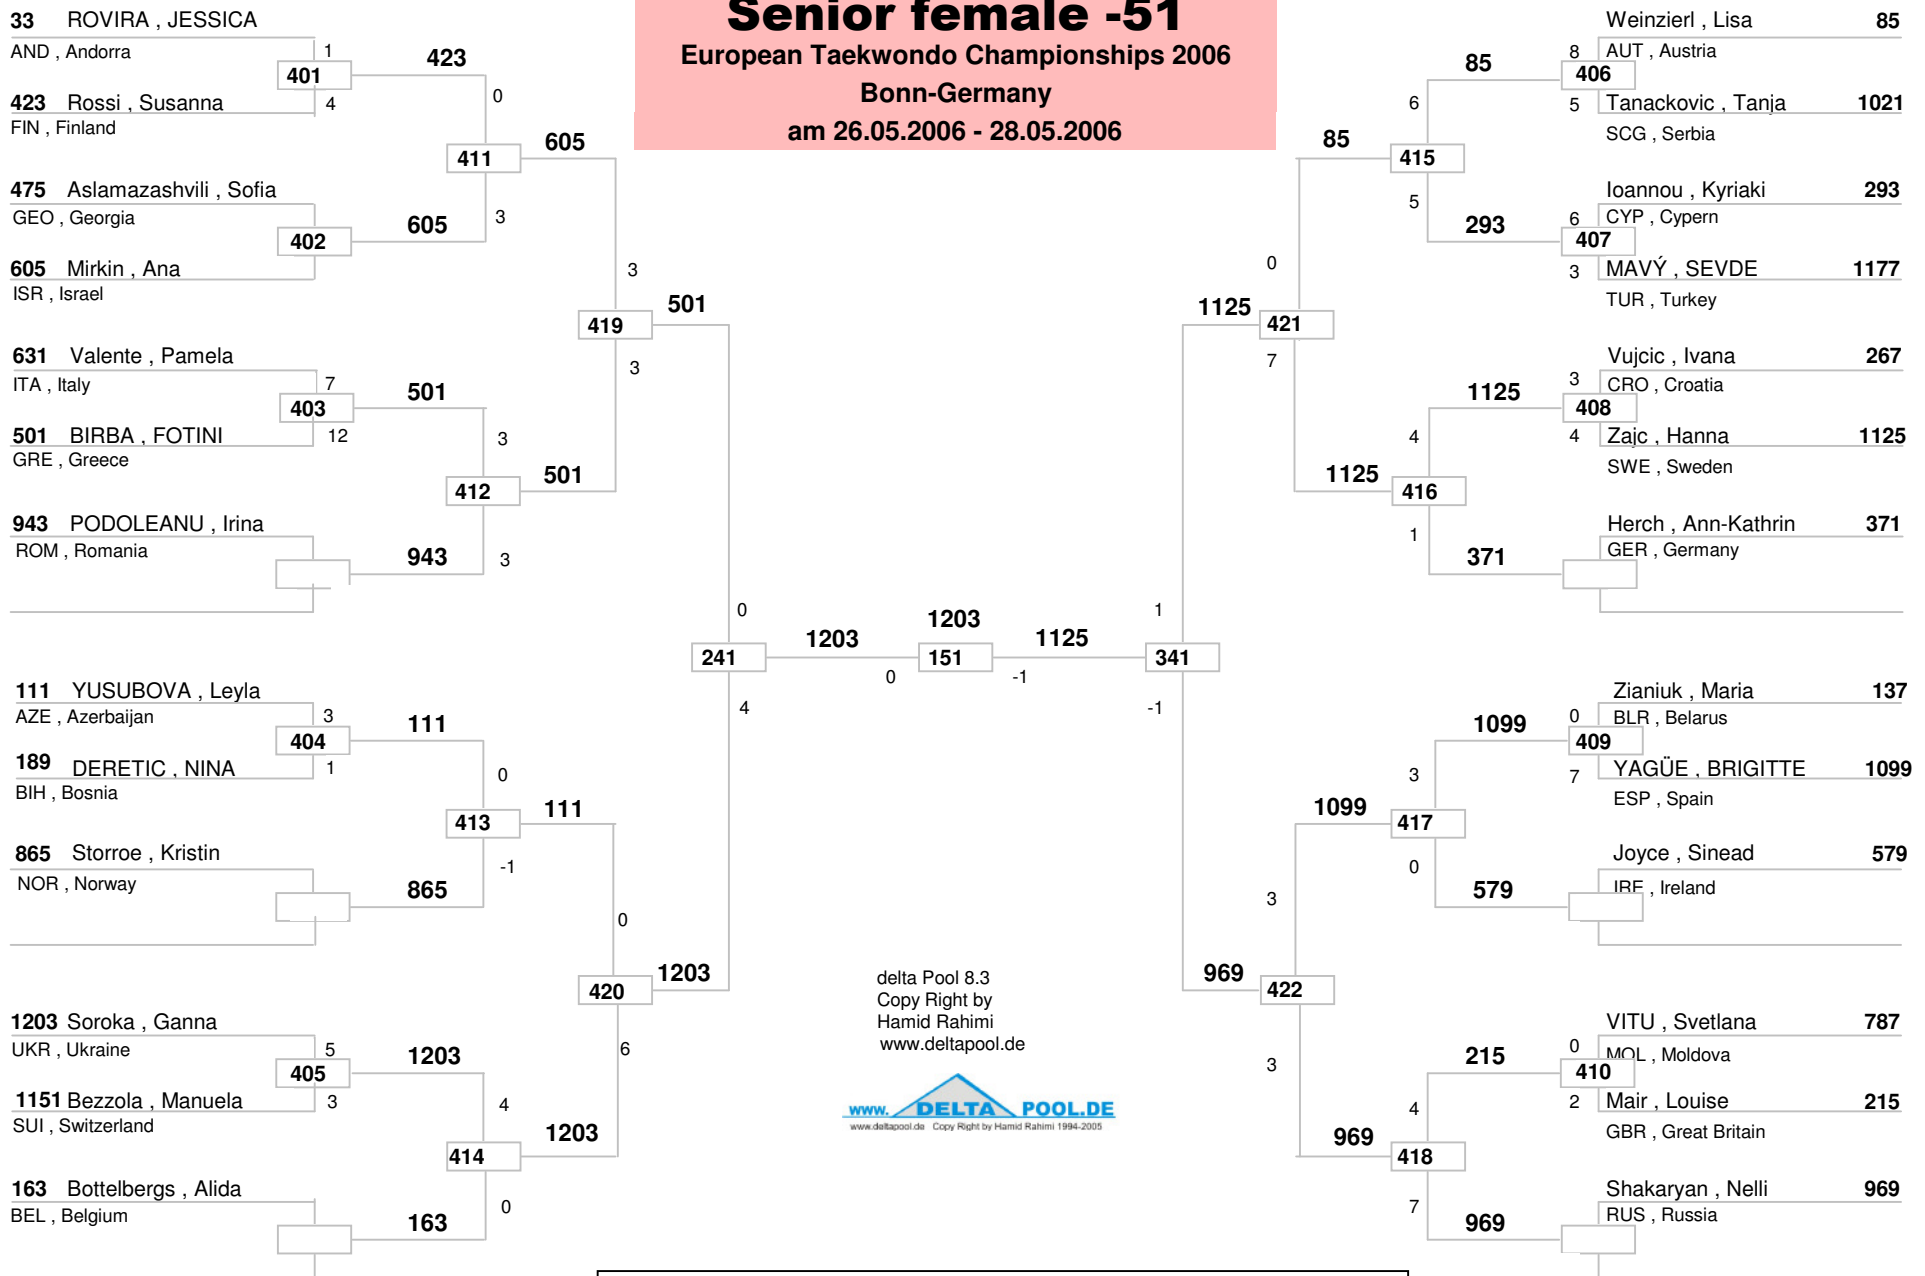 Senior female -51
European Taekwondo Championships 2006
Bonn-Germany
am 26.05.2006 - 28.05.2006
33 ROVIRA , JESSICA
AND , Andorra
1
401
423
4
423 Rossi , Susanna
FIN , Finland
0
411
605
3
475 Aslamazashvili , Sofia
GEO , Georgia
402
605
605 Mirkin , Ana
ISR , Israel
3
419
501
3
631 Valente , Pamela
ITA , Italy
7
403
501
12
501 BIRBA , FOTINI
GRE , Greece
3
412
501
3
943 PODOLEANU , Irina
ROM , Romania
943
0
241
1203
4
111 YUSUBOVA , Leyla
AZE , Azerbaijan
3
404
111
1
189 DERETIC , NINA
BIH , Bosnia
0
413
111
-1
865 Storroe , Kristin
NOR , Norway
865
0
420
1203
6
1203 Soroka , Ganna
UKR , Ukraine
5
405
1203
3
1151 Bezzola , Manuela
SUI , Switzerland
4
414
1203
0
163 Bottelbergs , Alida
BEL , Belgium
163
1203
0
151
-1
1125
1
341
-1
Weinzierl , Lisa 85
AUT , Austria
8
406
85
5
Tanackovic , Tanja 1021
SCG , Serbia
6
415
85
5
Ioannou , Kyriaki 293
CYP , Cypern
6
407
293
3
MAVÝ , SEVDE 1177
TUR , Turkey
0
421
1125
7
Vujcic , Ivana 267
CRO , Croatia
3
408
1125
4
Zajc , Hanna 1125
SWE , Sweden
4
416
1125
1
Herch , Ann-Kathrin 371
GER , Germany
371
Zianiuk , Maria 137
BLR , Belarus
0
409
1099
7
YAGÜE , BRIGITTE 1099
ESP , Spain
3
417
1099
0
Joyce , Sinead 579
IRE , Ireland
579
3
422
969
3
VITU , Svetlana 787
MOL , Moldova
0
410
215
2
Mair , Louise 215
GBR , Great Britain
4
418
969
7
Shakaryan , Nelli 969
RUS , Russia
969
delta Pool 8.3
Copy Right by
Hamid Rahimi
www.deltapool.de
www. DELTA POOL.DE
www.deltapool.de Copy Right by Hamid Rahimi 1994-2005